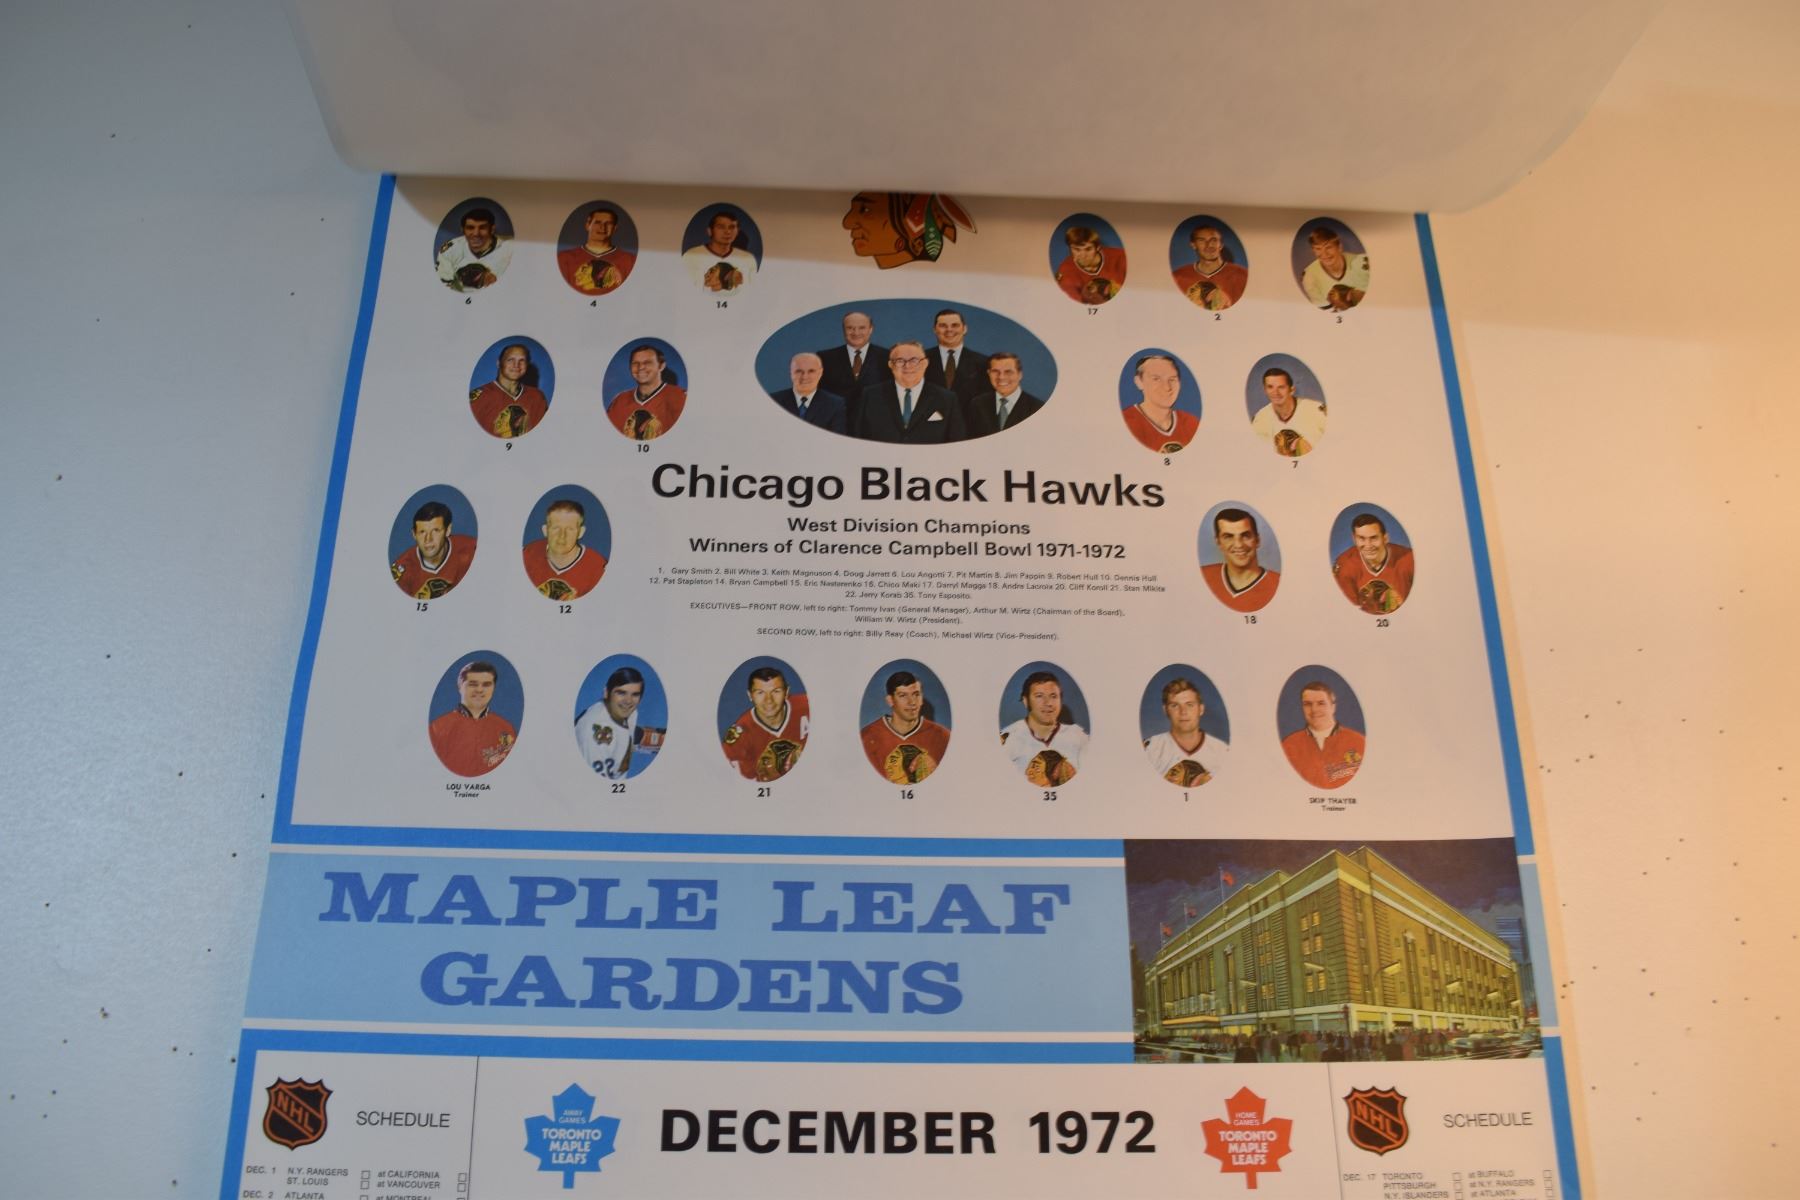 6 4 14 17 2 3
9 10 8 7
Chicago Black Hawks
West Division Champions
Winners of Clarence Campbell Bowl 1971-1972
1. Gary Smith 2. Bill White 3. Keith Magnuson 4. Doug Jarrett 6. Lou Angotti 7. Pit Martin 8. Jim Pappin 9. Robert Hull 10. Dennis Hull
12. Pat Stapleton 14. Bryan Campbell 15. Eric Nesterenko 16. Chico Maki 17. Darryl Maggs 18. Andre Lacroix 20. Cliff Koroll 21. Stan Mikita
22. Jerry Korab 35. Tony Esposito.
EXECUTIVES—FRONT ROW, left to right: Tommy Ivan (General Manager), Arthur M. Wirtz (Chairman of the Board),
William W. Wirtz (President).
SECOND ROW, left to right: Billy Reay (Coach), Michael Wirtz (Vice-President).
15 12 18 20
22
LOU VARGA
Trainer
22 21 16 35 1
SKIP THAYER
Trainer
MAPLE LEAF
GARDENS
NHL
SCHEDULE
AWAY
GAMES
TORONTO
MAPLE
LEAFS
DECEMBER 1972
HOME
GAMES
TORONTO
MAPLE
LEAFS
NHL
SCHEDULE
DEC. 1 N.Y. RANGERS at CALIFORNIA
ST. LOUIS at VANCOUVER
DEC. 2 ATLANTA at MONTREAL
DEC. 17 TORONTO at BUFFALO
PITTSBURGH at N.Y. RANGERS
N.Y. ISLANDERS at ATLANTA